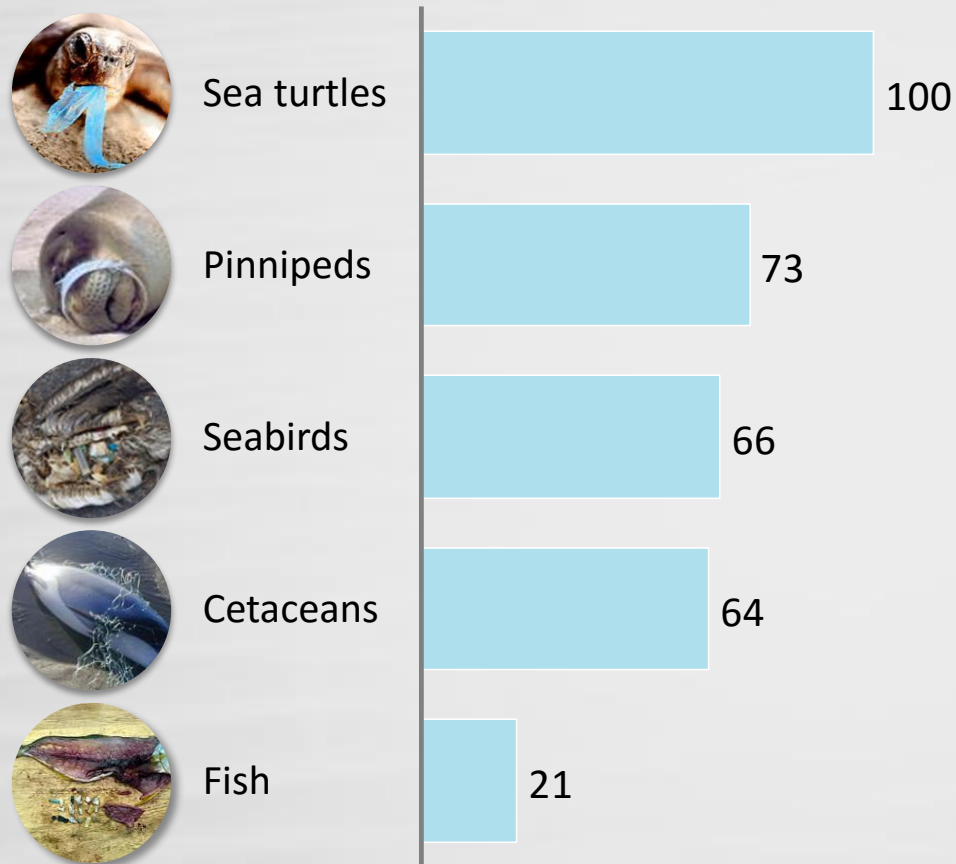 Sea turtles 100
Pinnipeds 73
Seabirds 66
Cetaceans 64
Fish 21